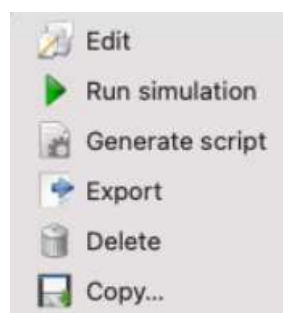 Edit
Run simulation
Generate script
Export
Delete
Copy...